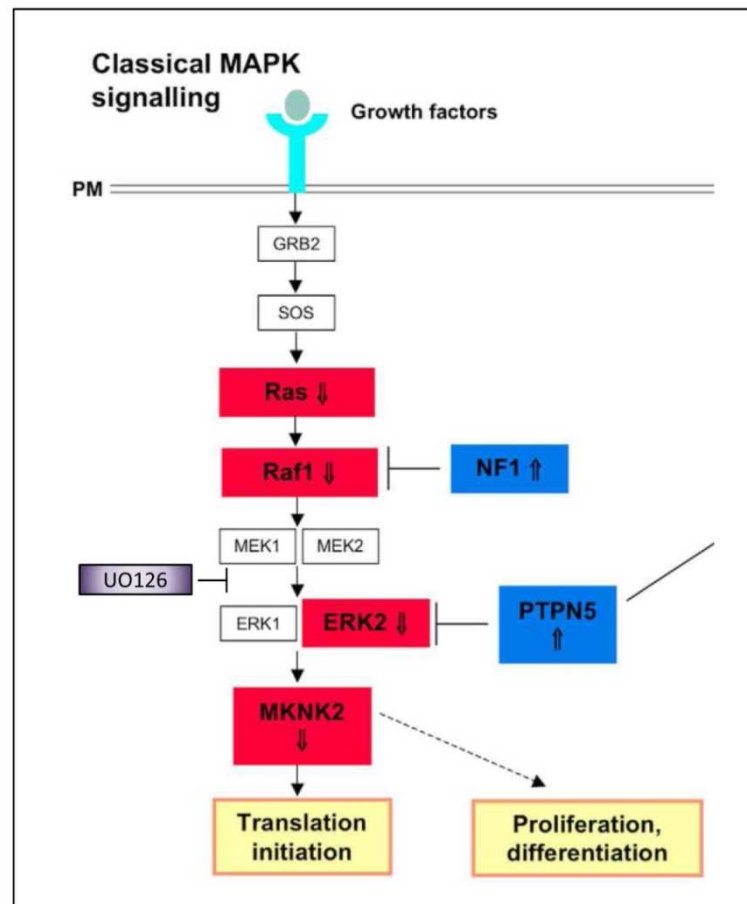 Classical MAPK
signalling
Growth factors
PM
GRB2
SOS
Ras ⇓
Raf1 ⇓
NF1 ⇑
MEK1
MEK2
UO126
ERK1
ERK2 ⇓
PTPN5
⇑
MKNK2
⇓
Translation
initiation
Proliferation,
differentiation